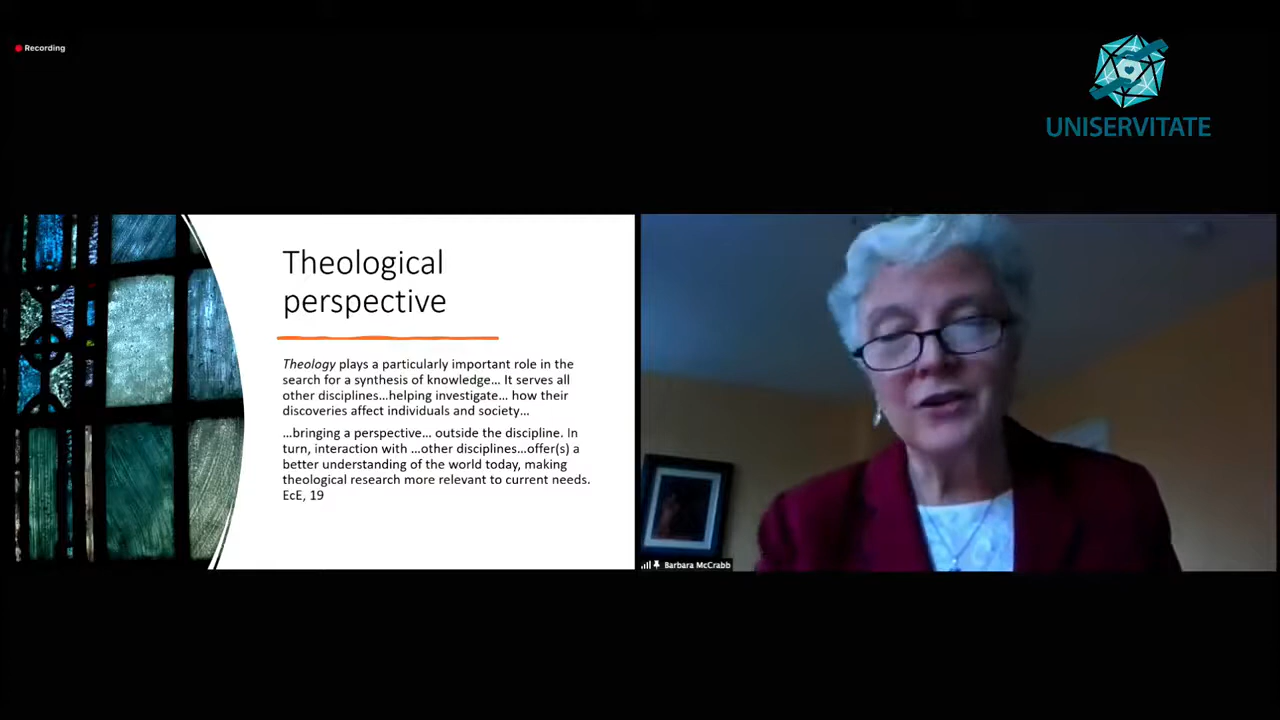 Recording
UNISERVITATE
Theological
perspective
Theology plays a particularly important role in the
search for a synthesis of knowledge... It serves all
other disciplines...helping investigate... how their
discoveries affect individuals and society...
...bringing a perspective... outside the discipline. In
turn, interaction with ...other disciplines...offer(s) a
better understanding of the world today, making
theological research more relevant to current needs.
EcE, 19
Barbara McCrabb